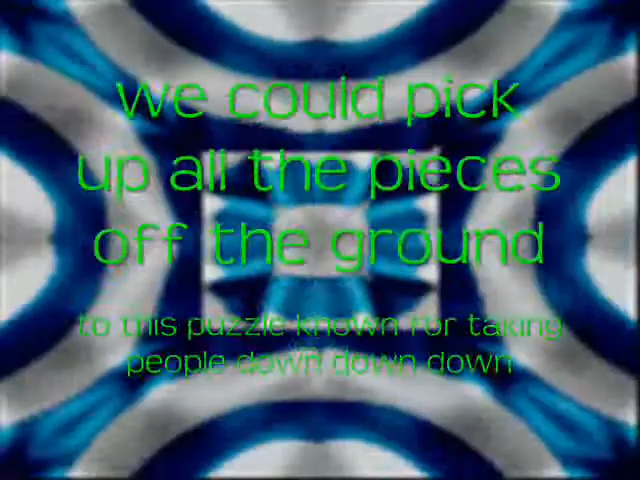 we could pick
up all the pieces
off the ground
to this puzzle known for taking
people down down down